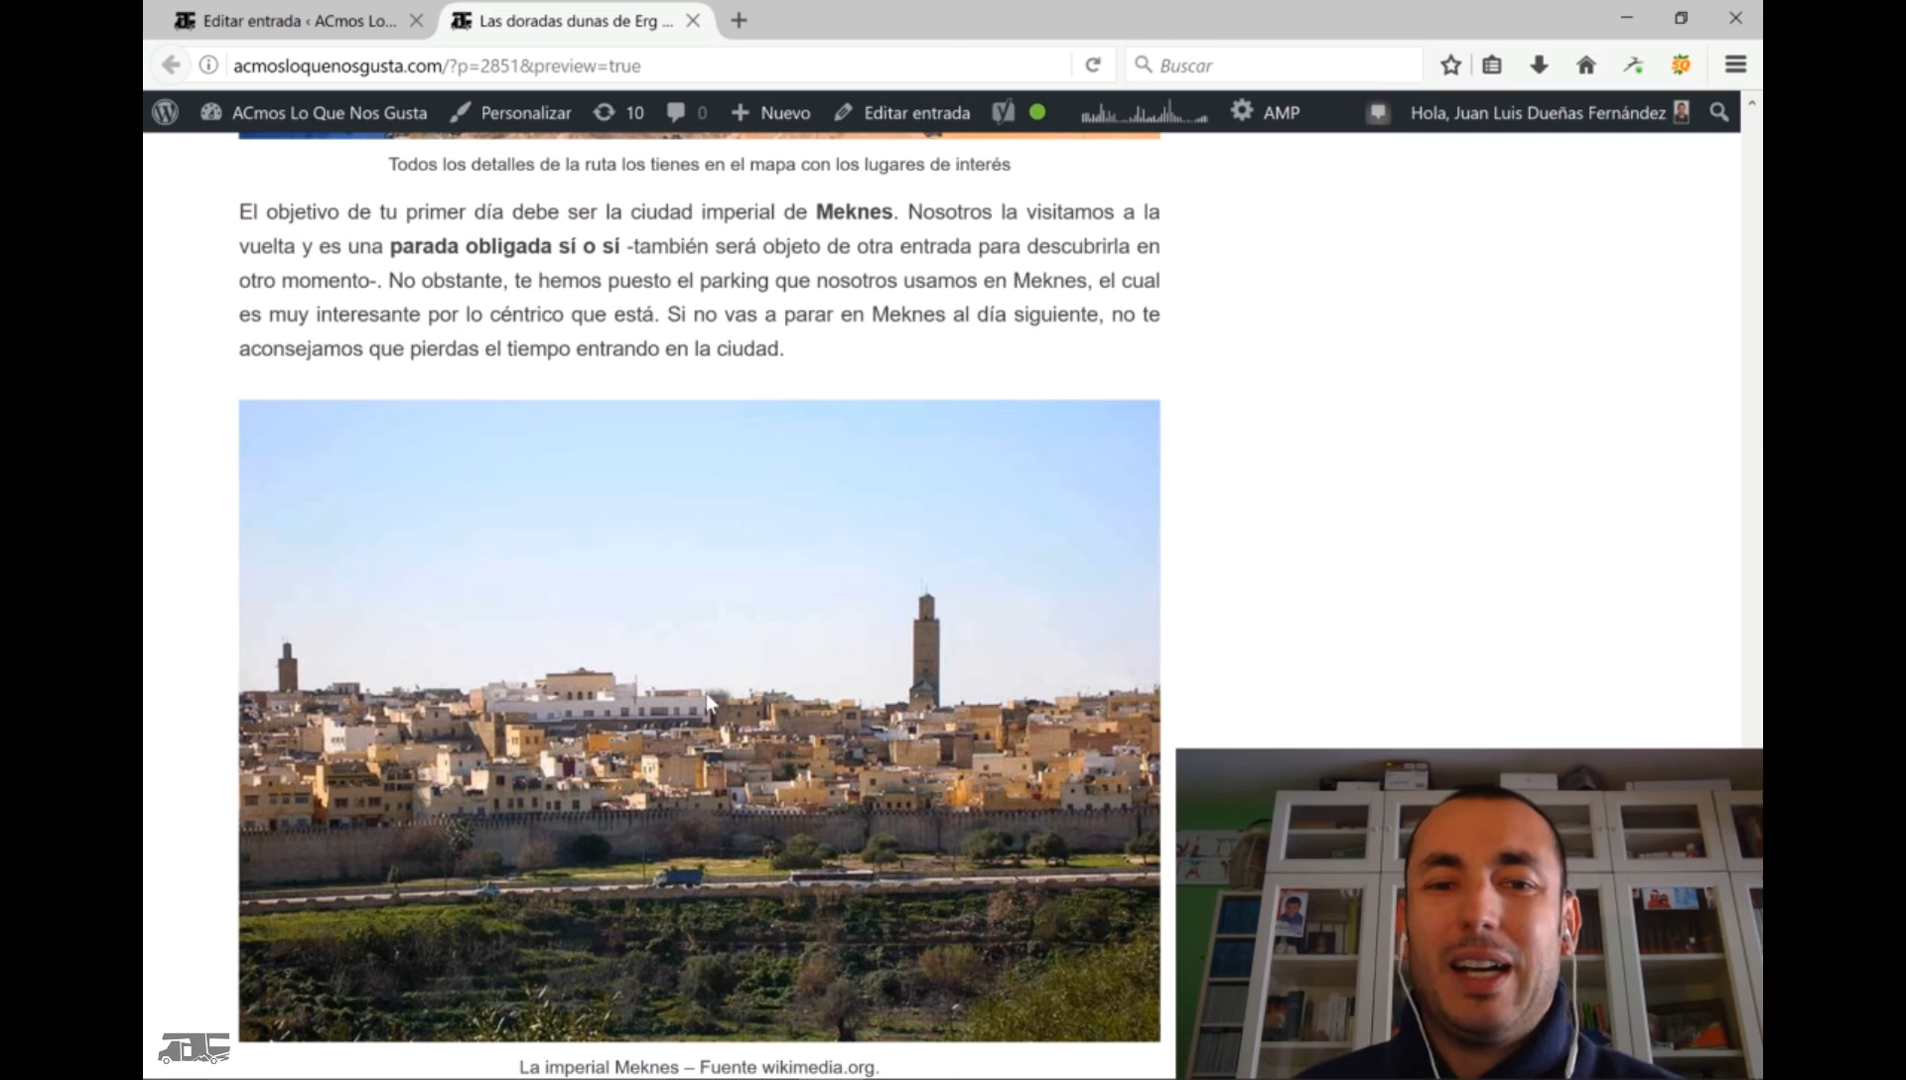 Editar entrada ‹ ACmos Lo...
Las doradas dunas de Erg ...
acmosloquenosgusta.com/?p=2851&preview=true
Buscar
ACmos Lo Que Nos Gusta
Personalizar
10
0
Nuevo
Editar entrada
AMP
Hola, Juan Luis Dueñas Fernández
Todos los detalles de la ruta los tienes en el mapa con los lugares de interés
El objetivo de tu primer día debe ser la ciudad imperial de Meknes. Nosotros la visitamos a la
vuelta y es una parada obligada sí o sí -también será objeto de otra entrada para descubrirla en
otro momento-. No obstante, te hemos puesto el parking que nosotros usamos en Meknes, el cual
es muy interesante por lo céntrico que está. Si no vas a parar en Meknes al día siguiente, no te
aconsejamos que pierdas el tiempo entrando en la ciudad.
La imperial Meknes – Fuente wikimedia.org.